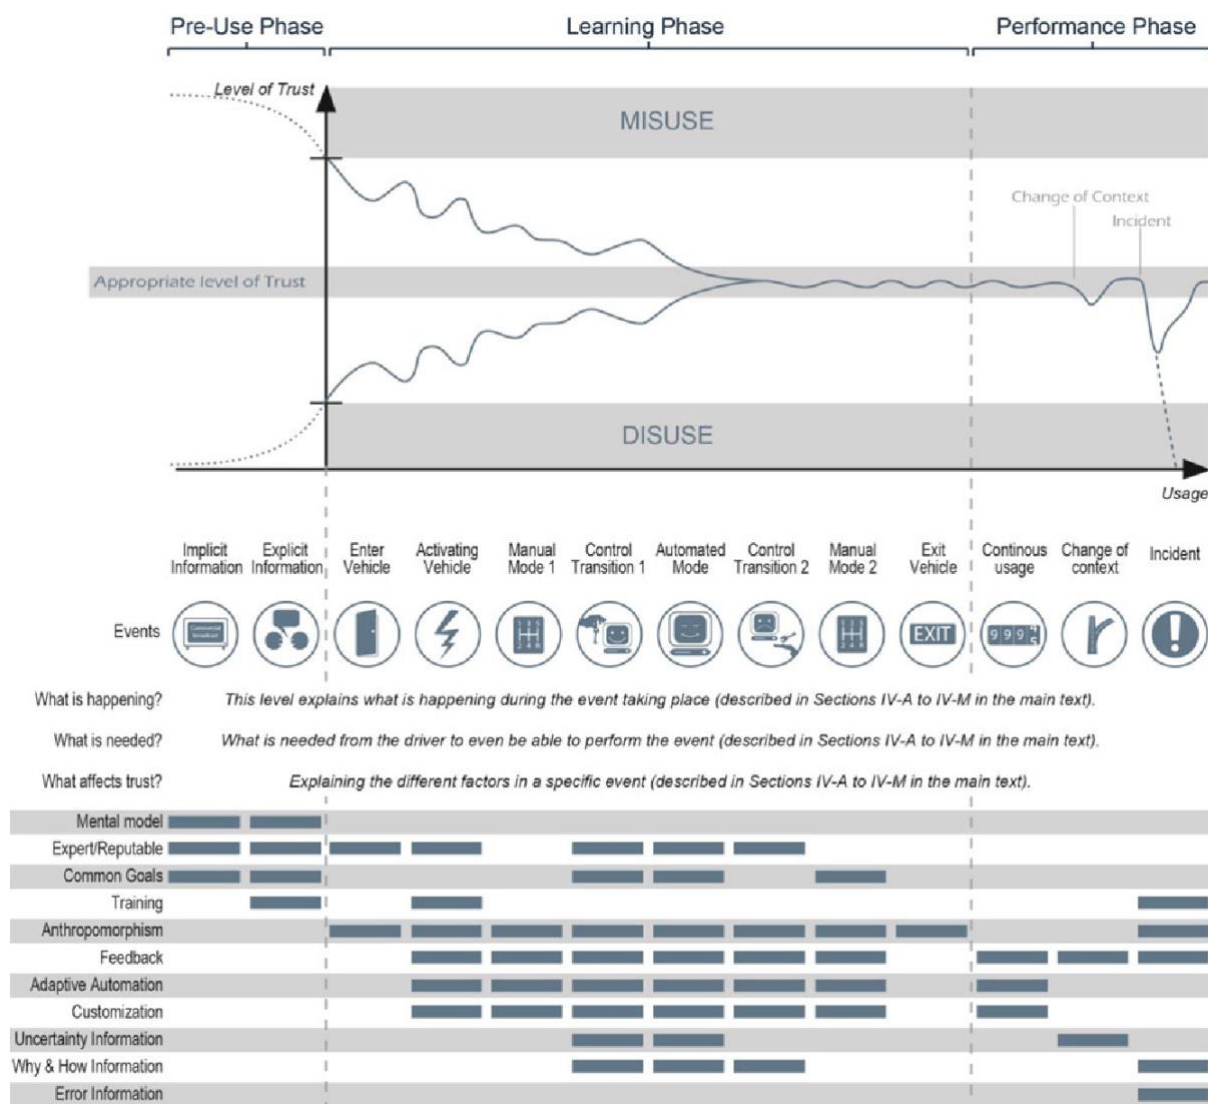 Pre-Use Phase Learning Phase Performance Phase
Level of Trust
MISUSE
Change of Context
Incident
Appropriate level of Trust
DISUSE
Usage
Implicit Explicit Enter Activating Manual Control Automated Control Manual Exit Continous Change of Incident
Information Information Vehicle Vehicle Mode 1 Transition 1 Mode Transition 2 Mode 2 Vehicle usage context
Events
EXIT
999
What is happening? This level explains what is happening during the event taking place (described in Sections IV-A to IV-M in the main text).
What is needed? What is needed from the driver to even be able to perform the event (described in Sections IV-A to IV-M in the main text).
What affects trust? Explaining the different factors in a specific event (described in Sections IV-A to IV-M in the main text).
Mental model
Expert/Reputable
Common Goals
Training
Anthropomorphism
Feedback
Adaptive Automation
Customization
Uncertainty Information
Why & How Information
Error Information